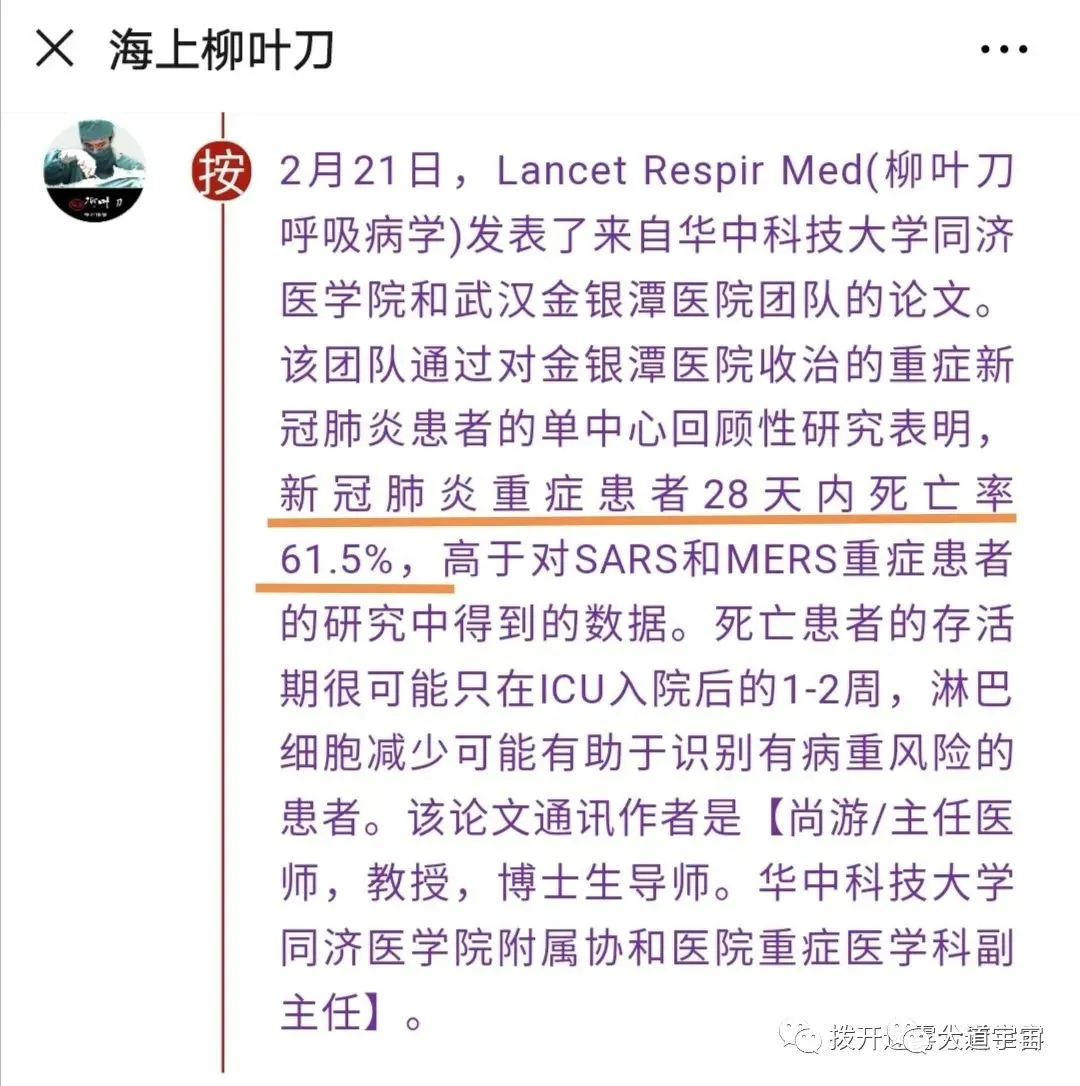 海上柳叶刀
按
2月21日，Lancet Respir Med(柳叶刀
呼吸病学)发表了来自华中科技大学同济
医学院和武汉金银潭医院团队的论文。
该团队通过对金银潭医院收治的重症新
冠肺炎患者的单中心回顾性研究表明，
新冠肺炎重症患者28天内死亡率
61.5%，高于对SARS和MERS重症患者
的研究中得到的数据。死亡患者的存活
期很可能只在ICU入院后的1-2周，淋巴
细胞减少可能有助于识别有病重风险的
患者。该论文通讯作者是【尚游/主任医
师，教授，博士生导师。华中科技大学
同济医学院附属协和医院重症医学科副
主任】。
拨开
宇宙